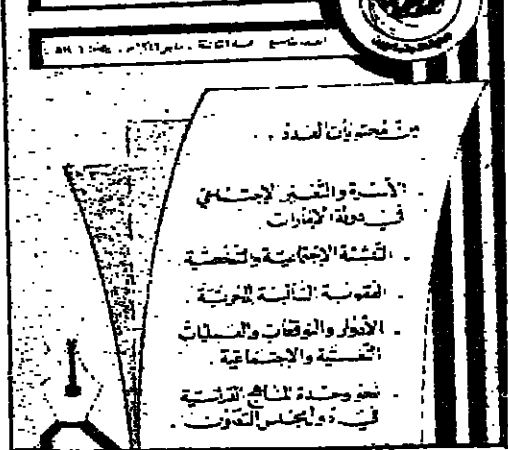 من محتويات العدد . .
. الأسرة والتغير الاجتماعي
في دولة الإمارات
. التنشئة الاجتماعية والشخصية .
. العقوبة السالبة للحرية .
. الأدوار والتوقعات والعمليات
النفسية والاجتماعية .
. نحو وحدة المناهج الدراسية
في دول مجلس التعاون .